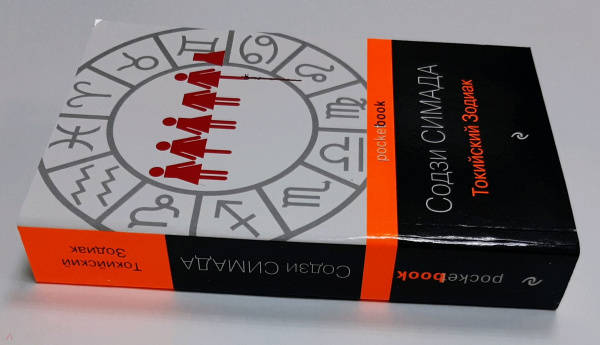 pocketbook
Содзи СИМАДА
Токийский Зодиак
Токийский
Зодиак
Содзи СИМАДА
pocketbook